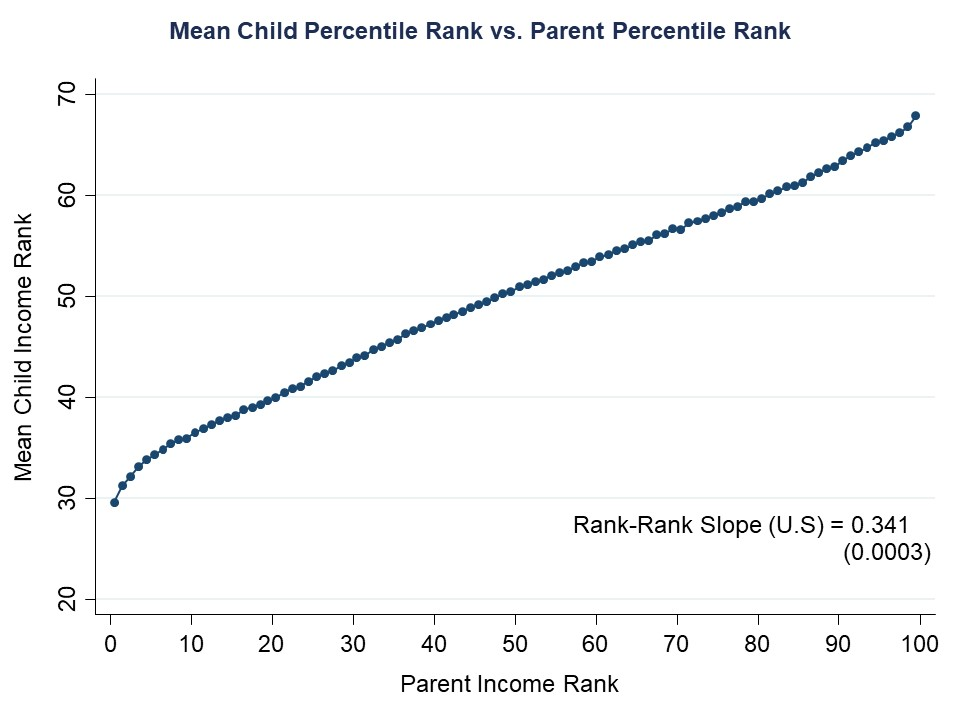 Mean Child Percentile Rank vs. Parent Percentile Rank
70
60
50
40
30
20
Mean Child Income Rank
Rank-Rank Slope (U.S) = 0.341
(0.0003)
0 10 20 30 40 50 60 70 80 90 100
Parent Income Rank